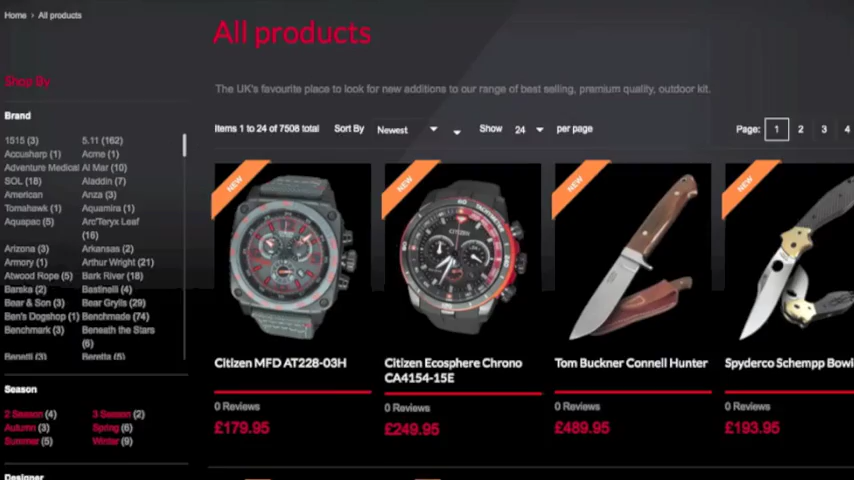 Home › All products
All products
Shop By
The UK's favourite place to look for new additions to our range of best selling, premium quality, outdoor kit.
Brand
Items 1 to 24 of 7508 total Sort By Newest Show 24 per page Page: 1 2 3 4
1515 (3) 5.11 (162)
Accusharp (1) Acme (1)
Adventure Medical Al Mar (10)
SOL (18) Aladdin (7)
American Anza (3)
Tomahawk (1) Aquamira (1)
Aquapac (5) Arc'Teryx Leaf
(16)
Arizona (3) Arkansas (2)
Armory (1) Arthur Wright (21)
Atwood Rope (5) Bark River (18)
Barska (2) Bastinelli (4)
Bear & Son (3) Bear Grylls (29)
Ben's Dogshop (1) Benchmade (74)
Benchmark (3) Beneath the Stars
(6)
Benetti (3) Beretta (5)
NEW
NEW
NEW
NEW
CITIZEN
TACHYMETER
60
Citizen MFD AT228-03H
Citizen Ecosphere Chrono
CA4154-15E
Tom Buckner Connell Hunter
Spyderco Schempp Bowi
0 Reviews
0 Reviews
0 Reviews
0 Reviews
£179.95
£249.95
£489.95
£193.95
Season
2 Season (4) 3 Season (2)
Autumn (3) Spring (6)
Summer (5) Winter (9)
Designer